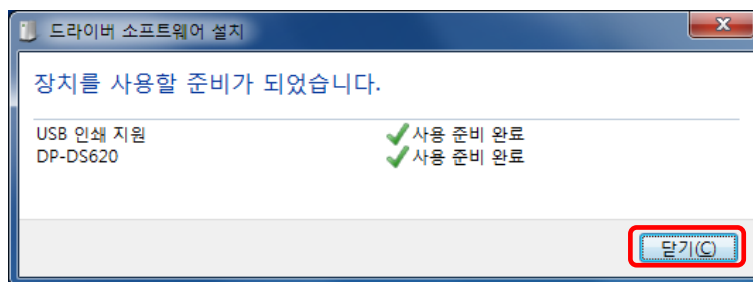 드라이버 소프트웨어 설치
장치를 사용할 준비가 되었습니다.
USB 인쇄 지원 사용 준비 완료
DP-DS620 사용 준비 완료
닫기(C)